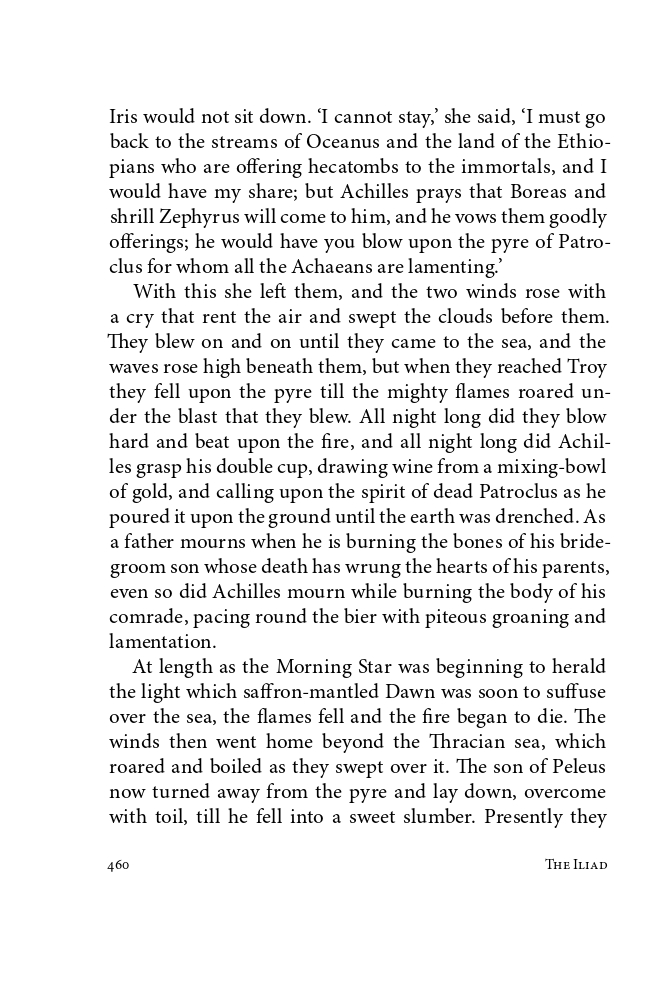 Iris would not sit down. ‘I cannot stay,’ she said, ‘I must go
back to the streams of Oceanus and the land of the Ethio-
pians who are offering hecatombs to the immortals, and I
would have my share; but Achilles prays that Boreas and
shrill Zephyrus will come to him, and he vows them goodly
offerings; he would have you blow upon the pyre of Patro-
clus for whom all the Achaeans are lamenting.’
With this she left them, and the two winds rose with
a cry that rent the air and swept the clouds before them.
They blew on and on until they came to the sea, and the
waves rose high beneath them, but when they reached Troy
they fell upon the pyre till the mighty flames roared un-
der the blast that they blew. All night long did they blow
hard and beat upon the fire, and all night long did Achil-
les grasp his double cup, drawing wine from a mixing-bowl
of gold, and calling upon the spirit of dead Patroclus as he
poured it upon the ground until the earth was drenched. As
a father mourns when he is burning the bones of his bride-
groom son whose death has wrung the hearts of his parents,
even so did Achilles mourn while burning the body of his
comrade, pacing round the bier with piteous groaning and
lamentation.
At length as the Morning Star was beginning to herald
the light which saffron-mantled Dawn was soon to suffuse
over the sea, the flames fell and the fire began to die. The
winds then went home beyond the Thracian sea, which
roared and boiled as they swept over it. The son of Peleus
now turned away from the pyre and lay down, overcome
with toil, till he fell into a sweet slumber. Presently they
460 The Iliad